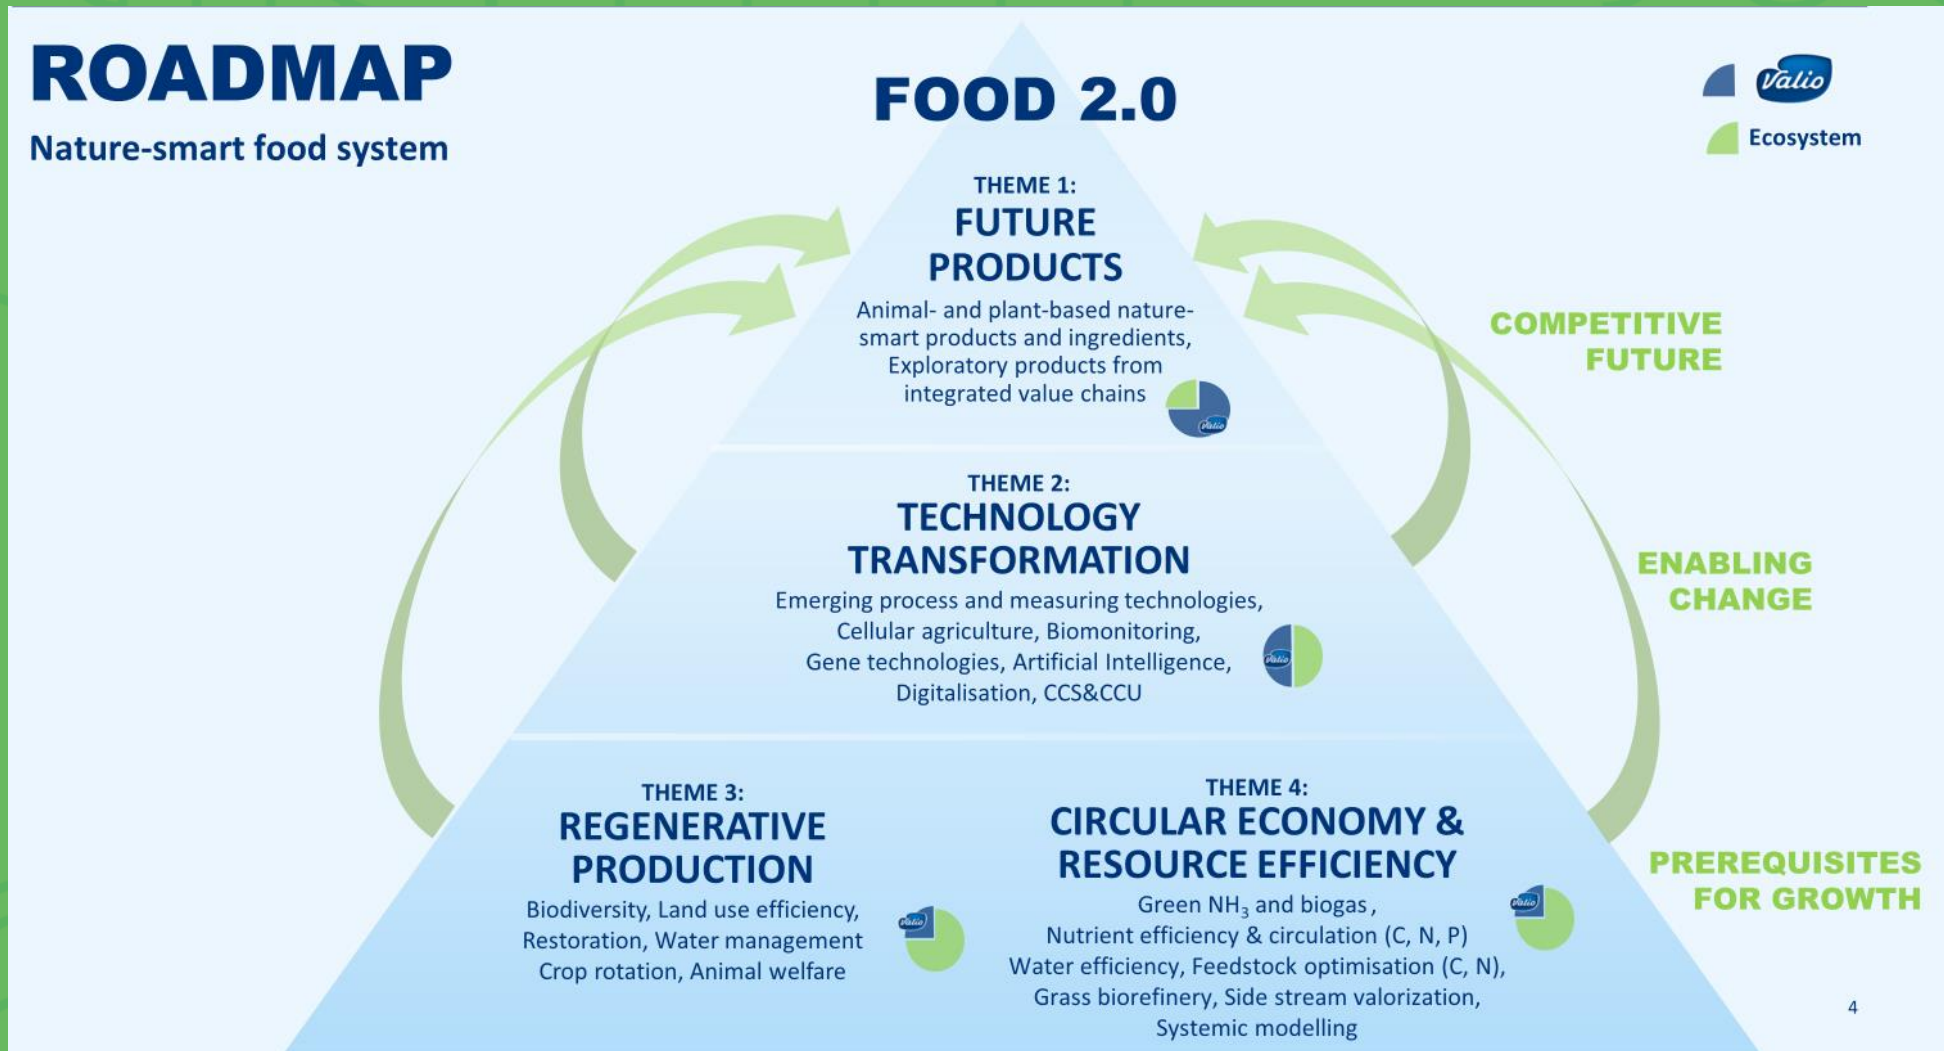 ROADMAP
Nature-smart food system
FOOD 2.0
Valio
Ecosystem
THEME 1:
FUTURE
PRODUCTS
Animal- and plant-based nature-
smart products and ingredients,
Exploratory products from
integrated value chains
Valio
COMPETITIVE
FUTURE
THEME 2:
TECHNOLOGY
TRANSFORMATION
Emerging process and measuring technologies,
Cellular agriculture, Biomonitoring,
Gene technologies, Artificial Intelligence,
Digitalisation, CCS&CCU
Valio
ENABLING
CHANGE
THEME 3:
REGENERATIVE
PRODUCTION
Biodiversity, Land use efficiency,
Restoration, Water management
Crop rotation, Animal welfare
Valio
THEME 4:
CIRCULAR ECONOMY &
RESOURCE EFFICIENCY
Green NH₃ and biogas,
Nutrient efficiency & circulation (C, N, P)
Water efficiency, Feedstock optimisation (C, N),
Grass biorefinery, Side stream valorization,
Systemic modelling
Valio
PREREQUISITES
FOR GROWTH
4